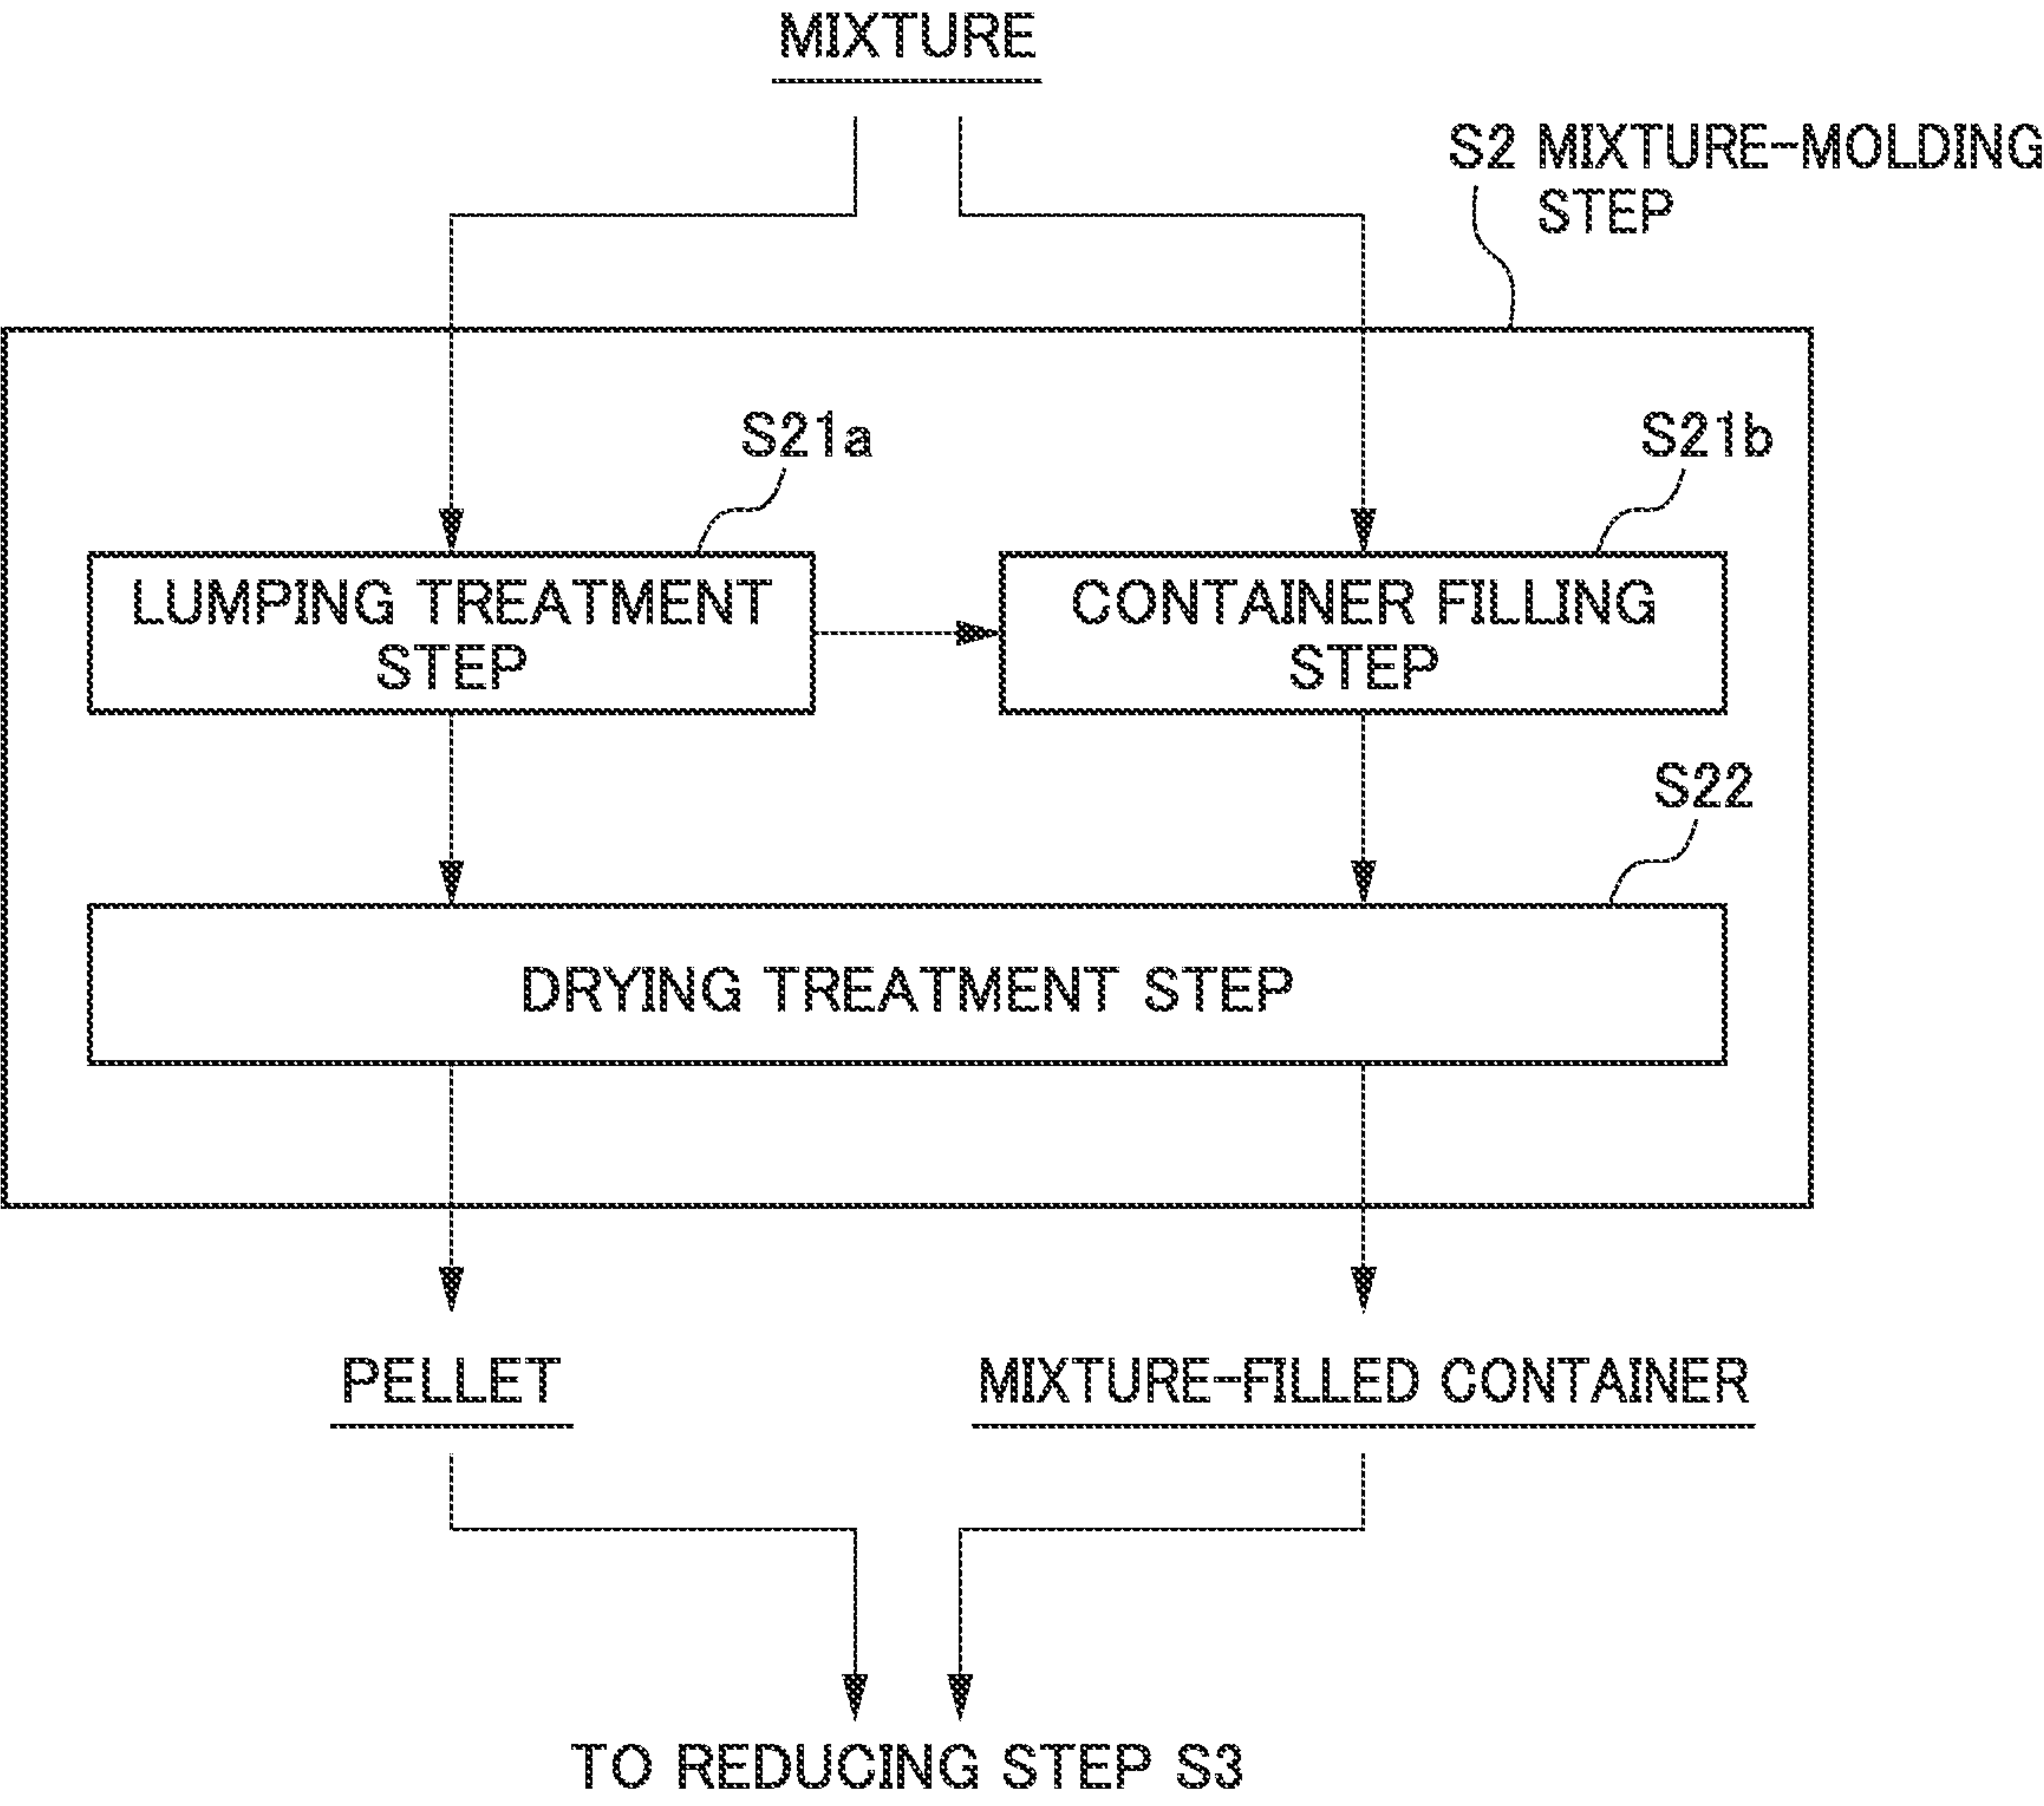 MIXTURE
S2 MIXTURE-MOLDING
STEP
S21a
S21b
LUMPING TREATMENT
STEP
CONTAINER FILLING
STEP
S22
DRYING TREATMENT STEP
PELLET
MIXTURE-FILLED CONTAINER
TO REDUCING STEP S3